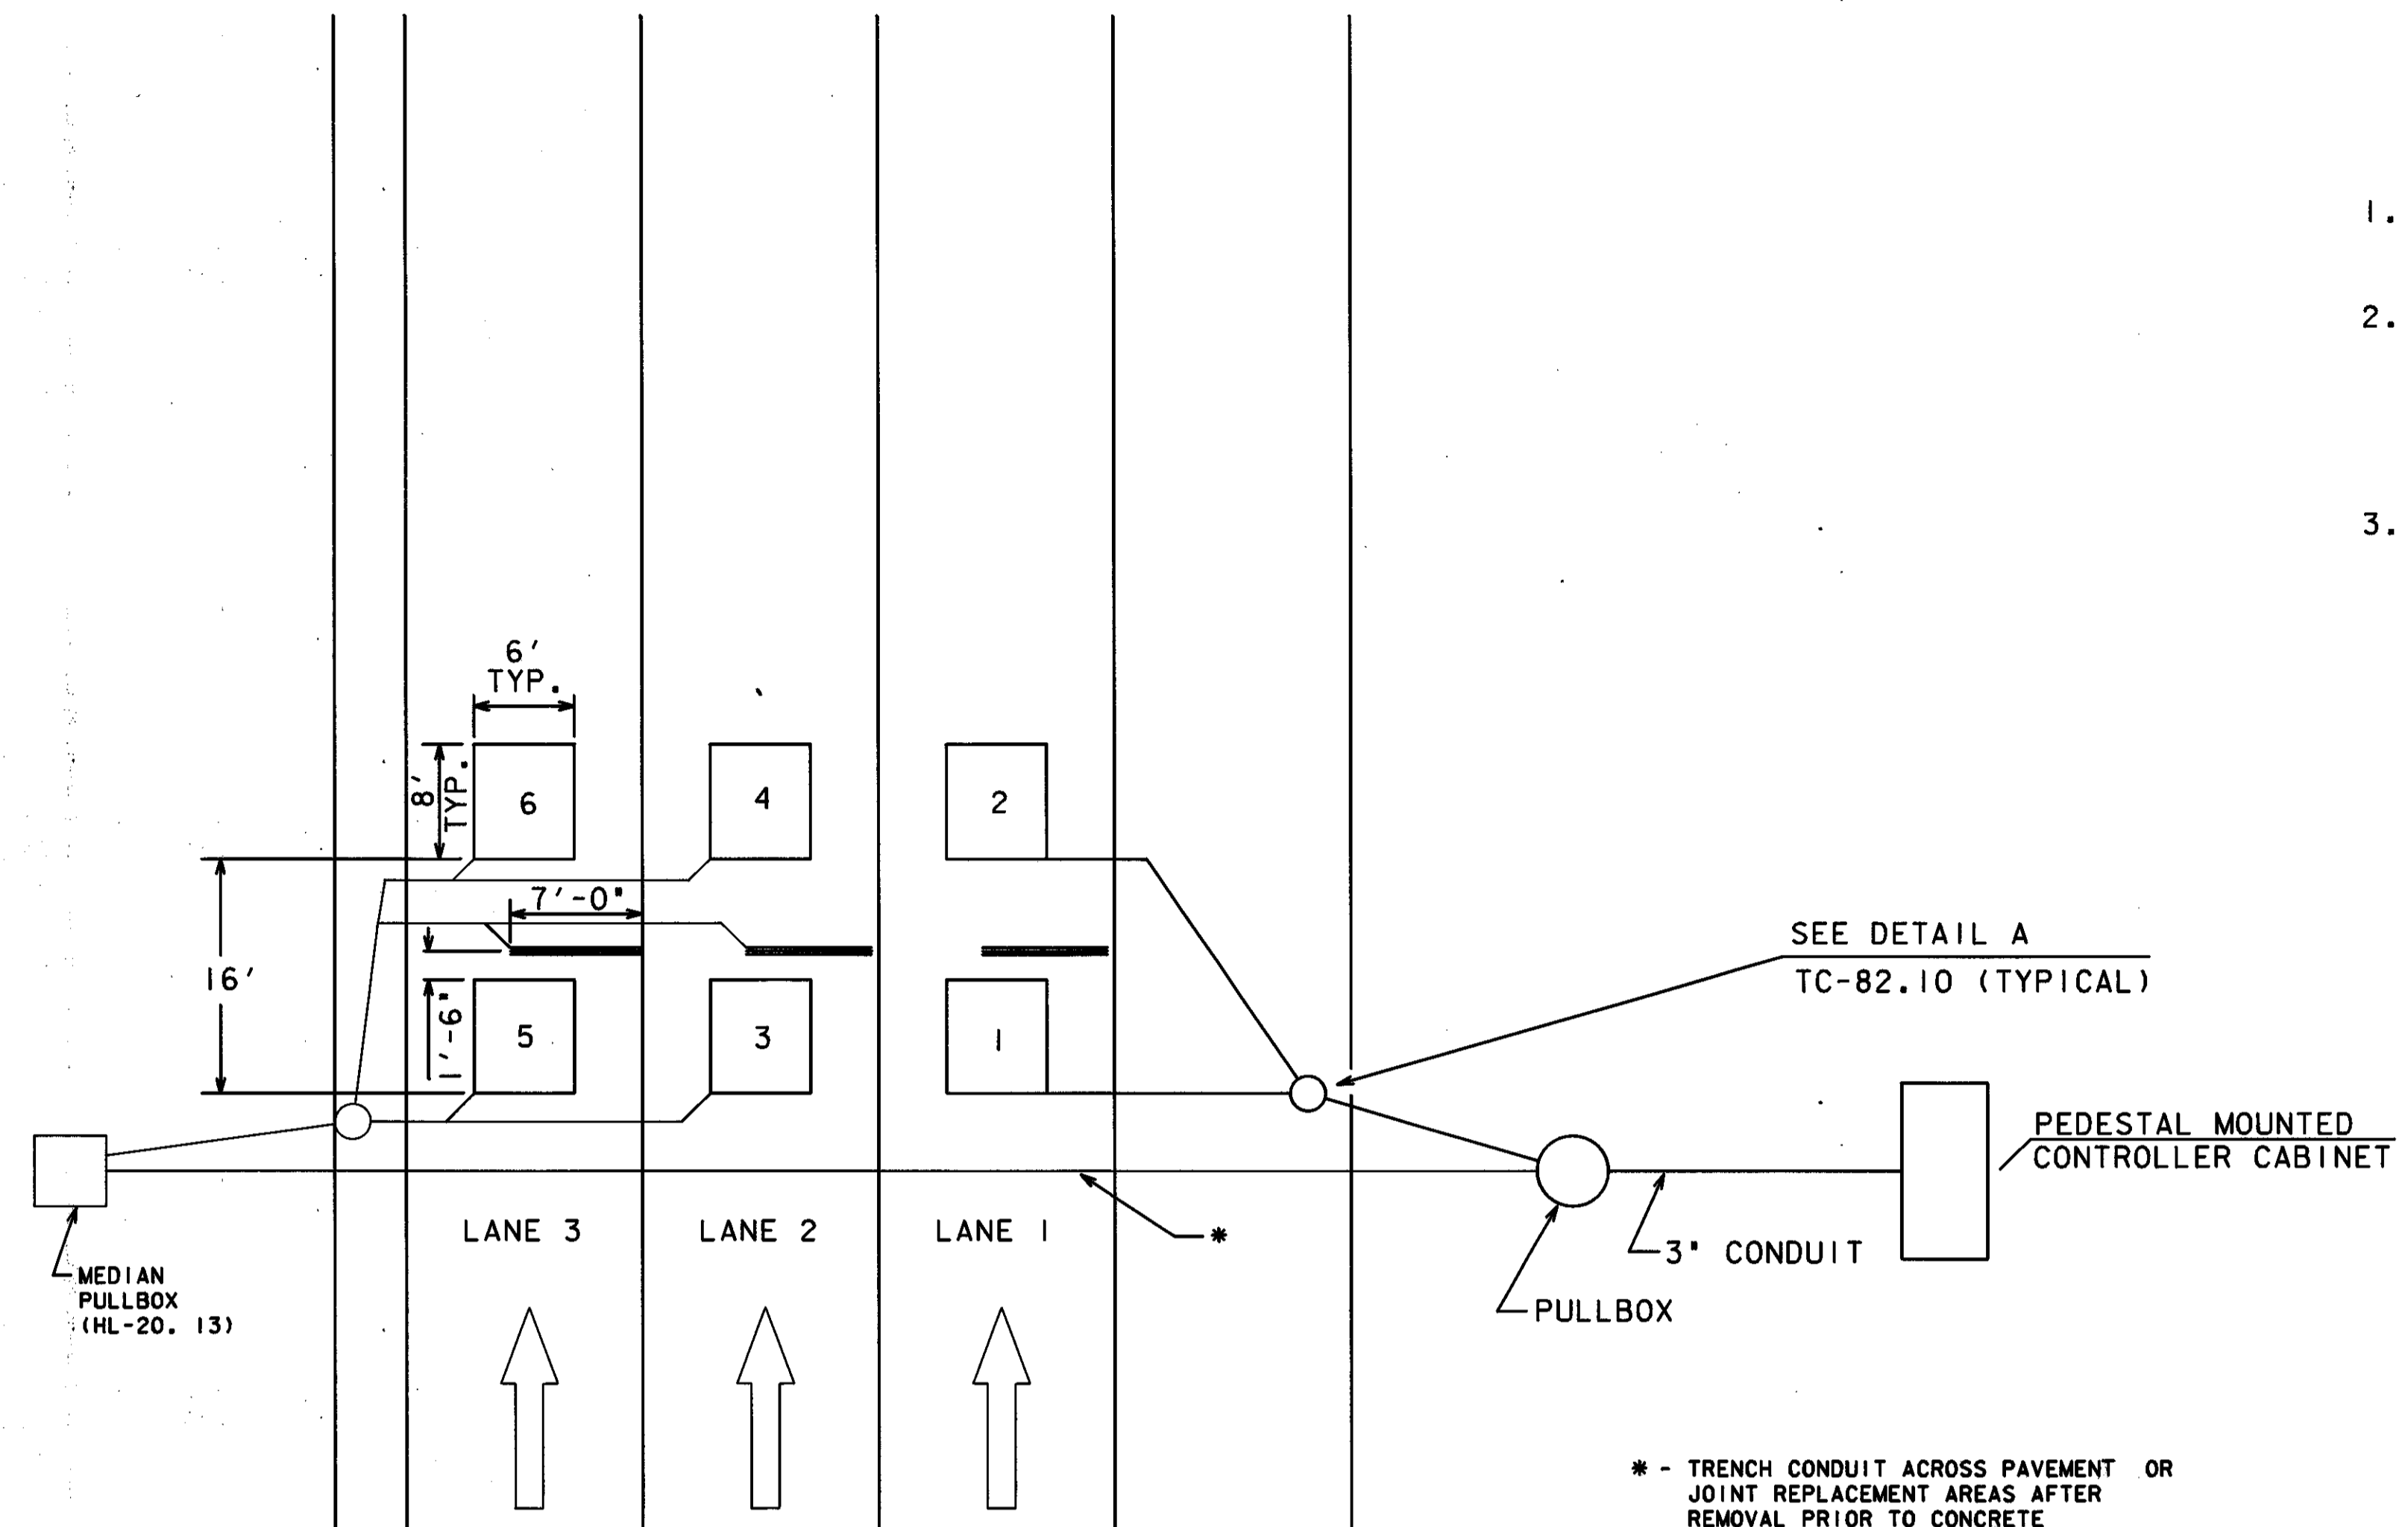 1.
2.
3.
6'
TYP.
8'
TYP.
6
4
2
7'-0"
16'
1'-6"
5
3
1
SEE DETAIL A
TC-82.10 (TYPICAL)
PEDESTAL MOUNTED
CONTROLLER CABINET
LANE 3
LANE 2
LANE 1
*
3" CONDUIT
PULLBOX
MEDIAN
PULLBOX
(HL-20. 13)
* - TRENCH CONDUIT ACROSS PAVEMENT OR
JOINT REPLACEMENT AREAS AFTER
REMOVAL PRIOR TO CONCRETE